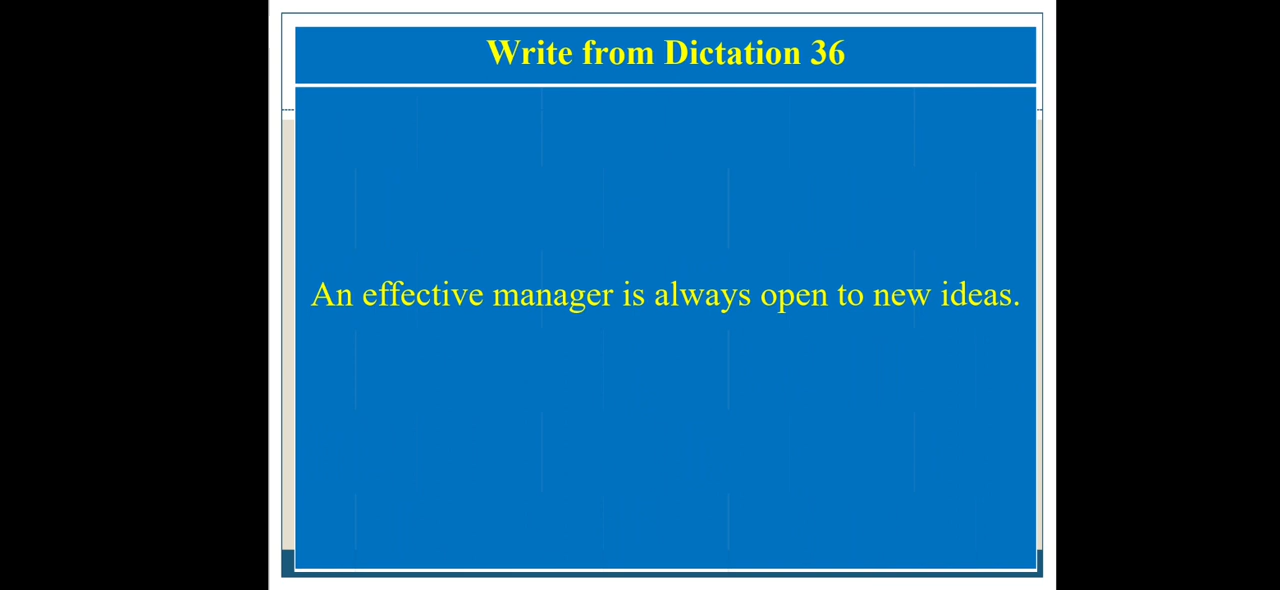 Write from Dictation 36
An effective manager is always open to new ideas.